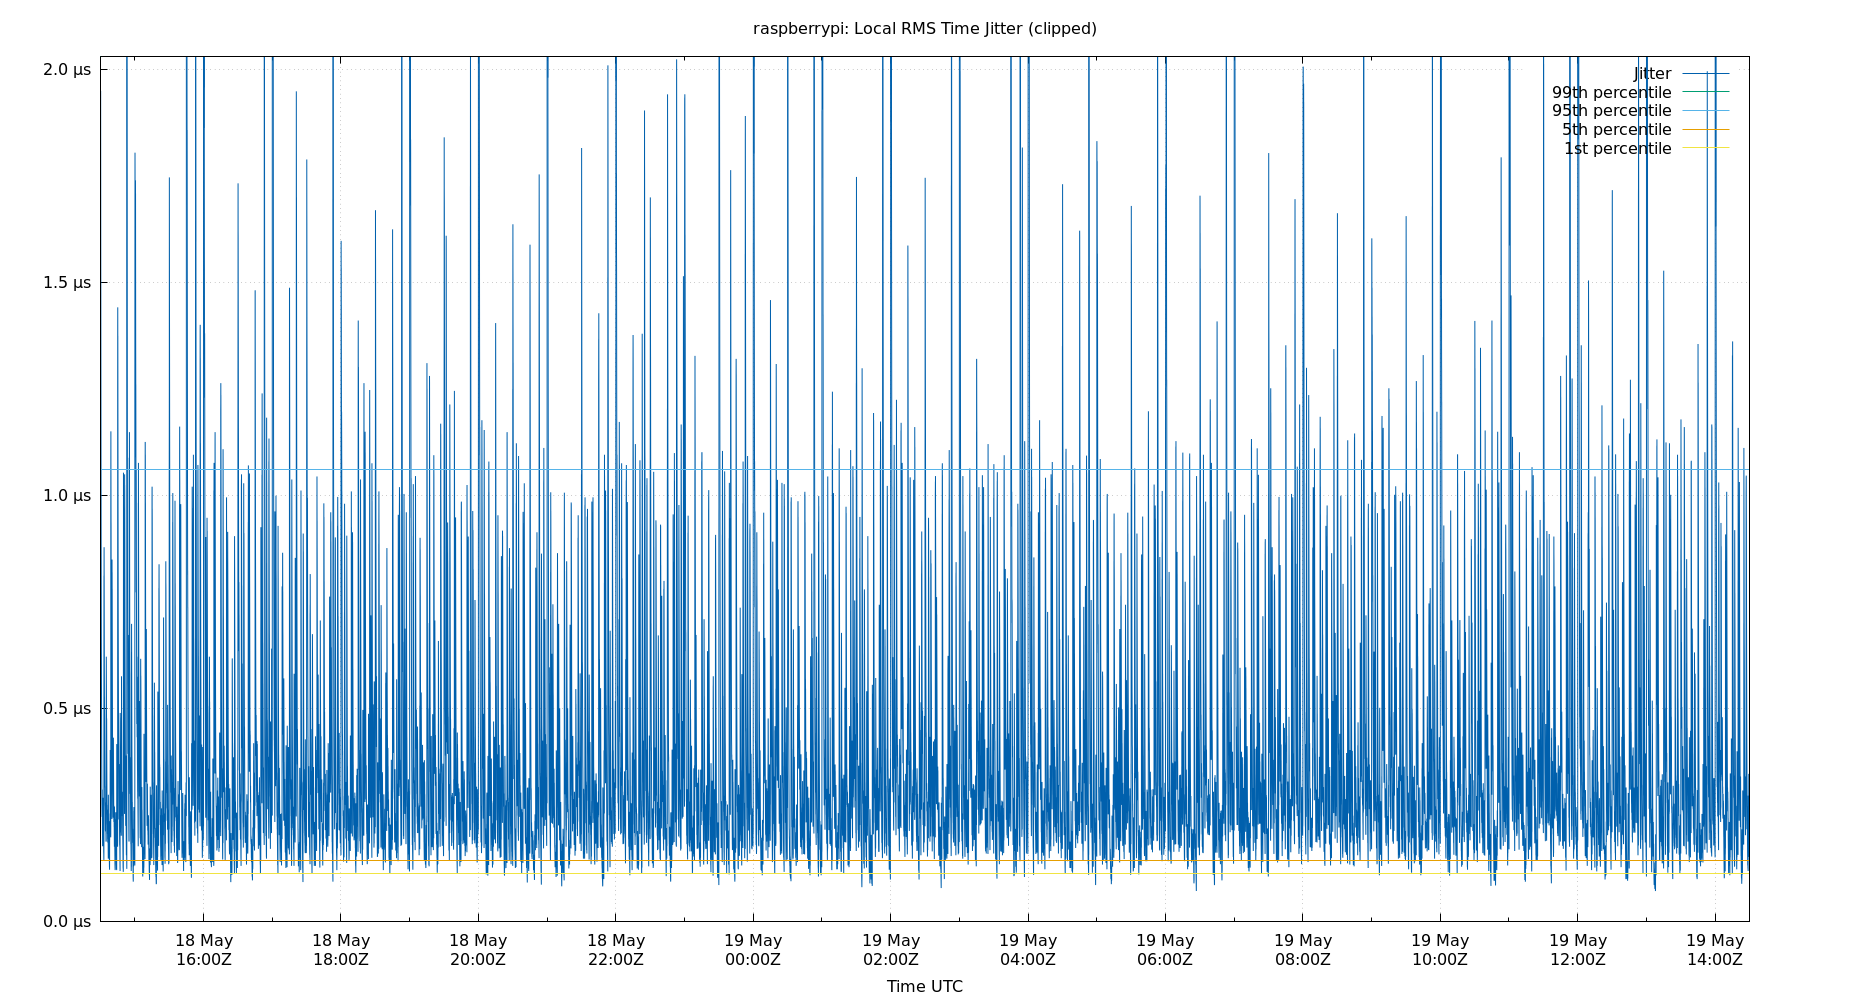 raspberrypi: Local RMS Time Jitter (clipped)
2.0 µs
1.5 µs
1.0 µs
0.5 µs
0.0 µs
Jitter
99th percentile
95th percentile
5th percentile
1st percentile
18 May 18 May 18 May 18 May 19 May 19 May 19 May 19 May 19 May 19 May 19 May 19 May
16:00Z 18:00Z 20:00Z 22:00Z 00:00Z 02:00Z 04:00Z 06:00Z 08:00Z 10:00Z 12:00Z 14:00Z
Time UTC